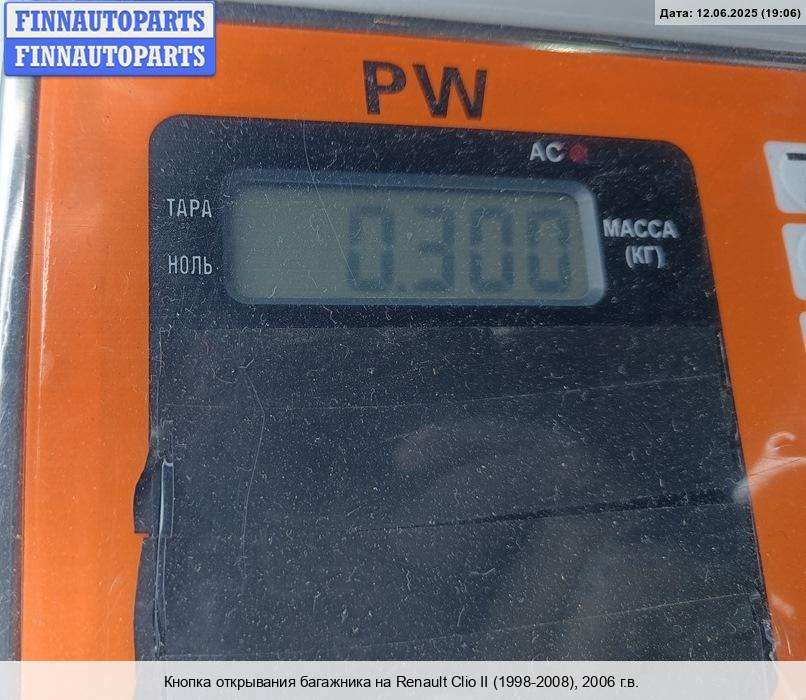 FINNAUTOPARTS
FINNAUTOPARTS
Дата: 12.06.2025 (19:06)
PW
AC
ТАРА
0.300
МАССА
(КГ)
НОЛЬ
Кнопка открывания багажника на Renault Clio II (1998-2008), 2006 г.в.